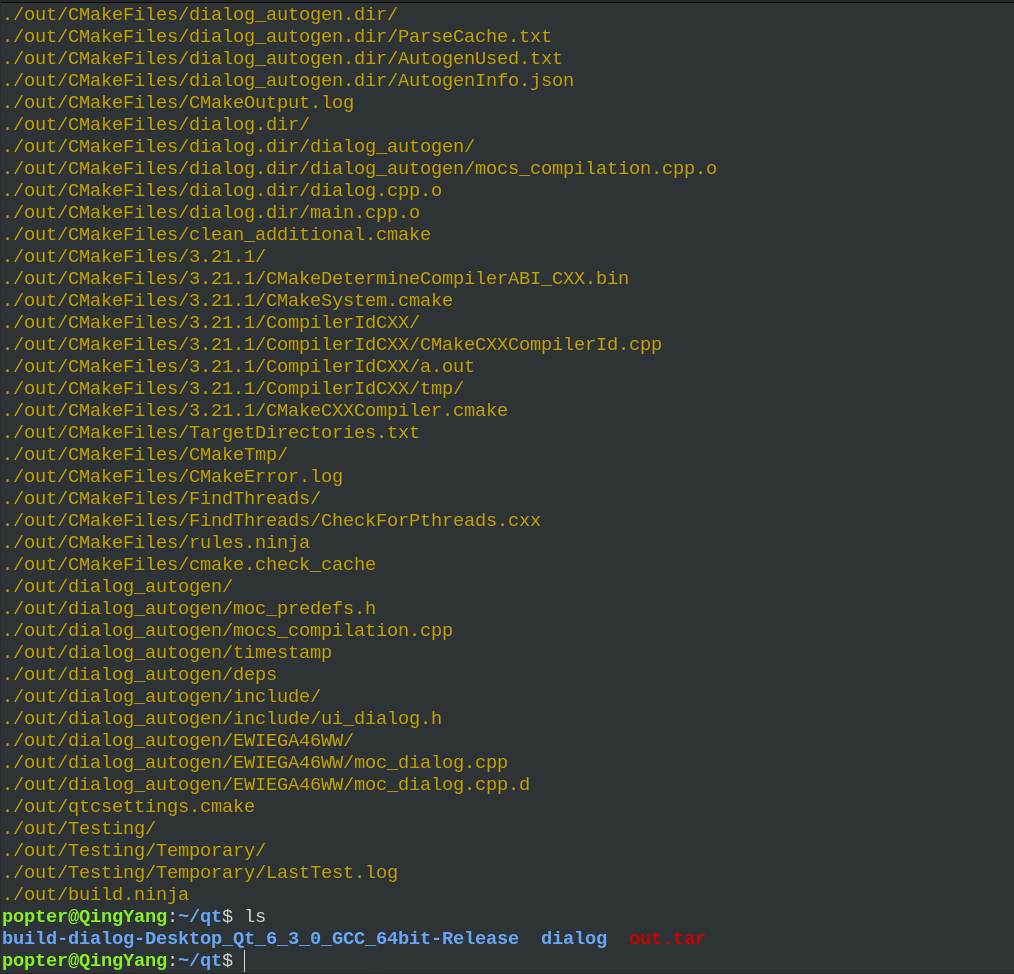 ./out/CMakeFiles/dialog_autogen.dir/
./out/CMakeFiles/dialog_autogen.dir/ParseCache.txt
./out/CMakeFiles/dialog_autogen.dir/AutogenUsed.txt
./out/CMakeFiles/dialog_autogen.dir/AutogenInfo.json
./out/CMakeFiles/CMakeOutput.log
./out/CMakeFiles/dialog.dir/
./out/CMakeFiles/dialog.dir/dialog_autogen/
./out/CMakeFiles/dialog.dir/dialog_autogen/mocs_compilation.cpp.o
./out/CMakeFiles/dialog.dir/dialog.cpp.o
./out/CMakeFiles/dialog.dir/main.cpp.o
./out/CMakeFiles/clean_additional.cmake
./out/CMakeFiles/3.21.1/
./out/CMakeFiles/3.21.1/CMakeDetermineCompilerABI_CXX.bin
./out/CMakeFiles/3.21.1/CMakeSystem.cmake
./out/CMakeFiles/3.21.1/CompilerIdCXX/
./out/CMakeFiles/3.21.1/CompilerIdCXX/CMakeCXXCompilerId.cpp
./out/CMakeFiles/3.21.1/CompilerIdCXX/a.out
./out/CMakeFiles/3.21.1/CompilerIdCXX/tmp/
./out/CMakeFiles/3.21.1/CMakeCXXCompiler.cmake
./out/CMakeFiles/TargetDirectories.txt
./out/CMakeFiles/CMakeTmp/
./out/CMakeFiles/CMakeError.log
./out/CMakeFiles/FindThreads/
./out/CMakeFiles/FindThreads/CheckForPthreads.cxx
./out/CMakeFiles/rules.ninja
./out/CMakeFiles/cmake.check_cache
./out/dialog_autogen/
./out/dialog_autogen/moc_predefs.h
./out/dialog_autogen/mocs_compilation.cpp
./out/dialog_autogen/timestamp
./out/dialog_autogen/deps
./out/dialog_autogen/include/
./out/dialog_autogen/include/ui_dialog.h
./out/dialog_autogen/EWIEGA46WW/
./out/dialog_autogen/EWIEGA46WW/moc_dialog.cpp
./out/dialog_autogen/EWIEGA46WW/moc_dialog.cpp.d
./out/qtcsettings.cmake
./out/Testing/
./out/Testing/Temporary/
./out/Testing/Temporary/LastTest.log
./out/build.ninja
popter@QingYang:~/qt$ ls
build-dialog-Desktop_Qt_6_3_0_GCC_64bit-Release  dialog  out.tar
popter@QingYang:~/qt$